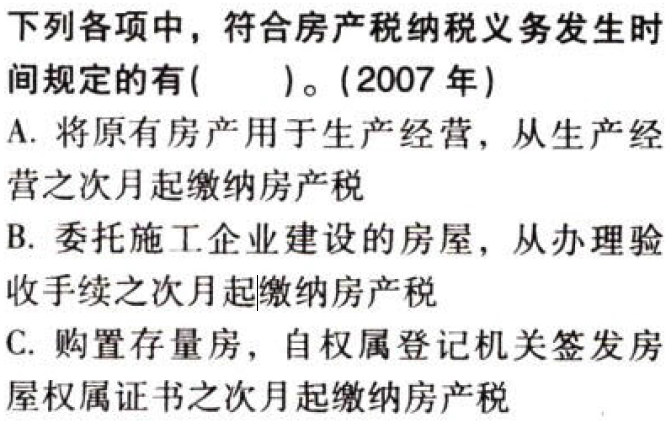 下列各项中，符合房产税纳税义务发生时
间规定的有(　　)。(2007 年)
A. 将原有房产用于生产经营，从生产经
营之次月起缴纳房产税
B. 委托施工企业建设的房屋，从办理验
收手续之次月起缴纳房产税
C. 购置存量房，自权属登记机关签发房
屋权属证书之次月起缴纳房产税